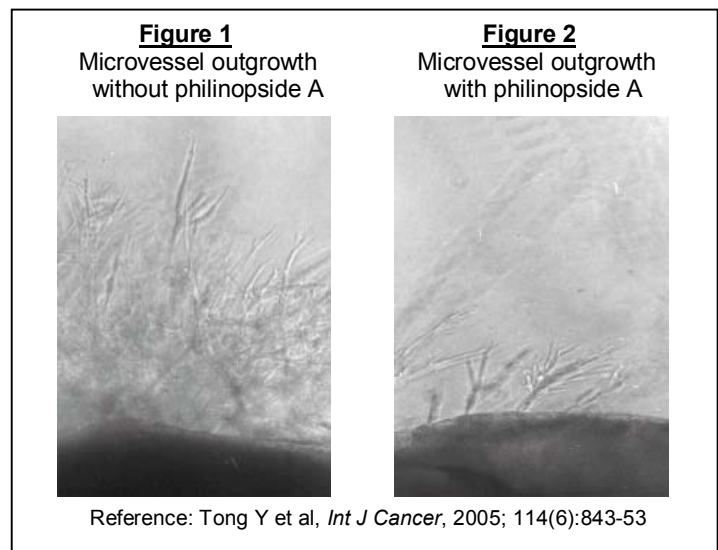 Figure 1
Microvessel outgrowth
without philinopside A
Figure 2
Microvessel outgrowth
with philinopside A
Reference: Tong Y et al, Int J Cancer, 2005; 114(6):843-53